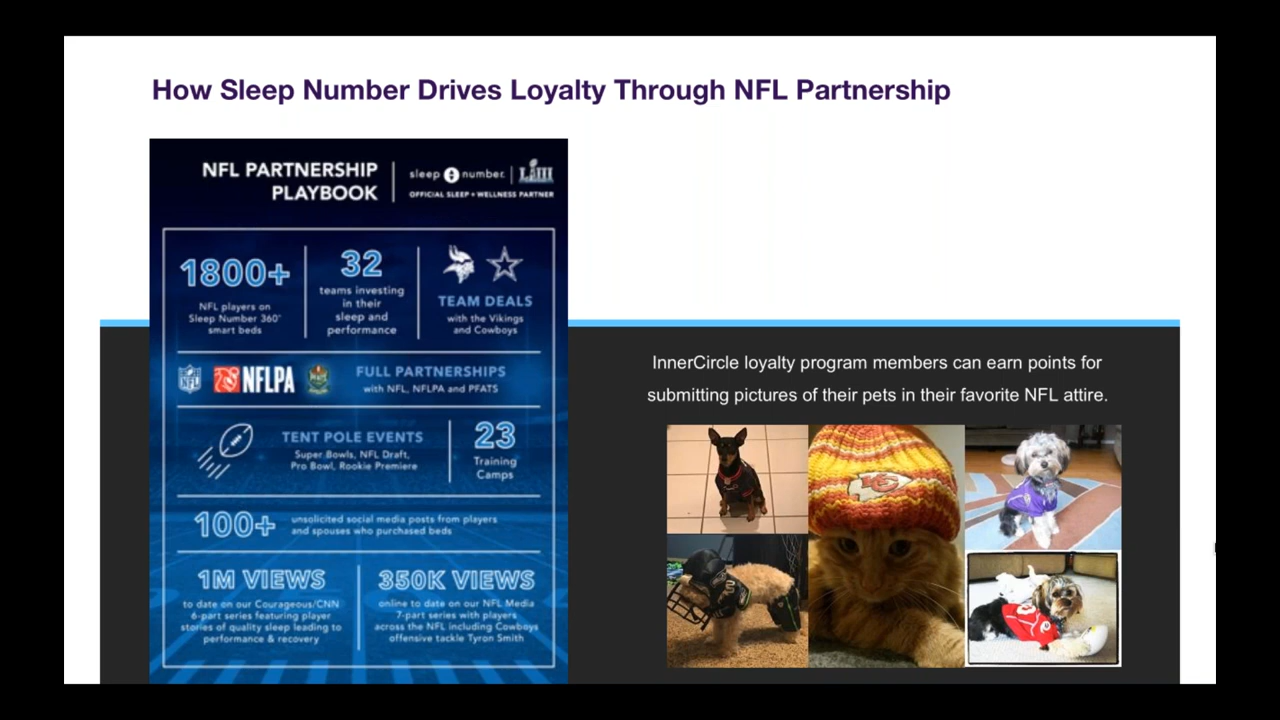 How Sleep Number Drives Loyalty Through NFL Partnership
NFL PARTNERSHIP
PLAYBOOK
sleep number.
LIII
OFFICIAL SLEEP + WELLNESS PARTNER
1800+
NFL players on
Sleep Number 360°
smart beds
32
teams investing
in their
sleep and
performance
TEAM DEALS
with the Vikings
and Cowboys
NFL
NFLPA
FULL PARTNERSHIPS
with NFL, NFLPA and PFATS
TENT POLE EVENTS
Super Bowls, NFL Draft,
Pro Bowl, Rookie Premiere
23
Training
Camps
100+
unsolicited social media posts from players
and spouses who purchased beds
1M VIEWS
to date on our Courageous/CNN
6-part series featuring player
stories of quality sleep leading to
performance & recovery
350K VIEWS
online to date on our NFL Media
7-part series with players
across the NFL including Cowboys
offensive tackle Tyron Smith
InnerCircle loyalty program members can earn points for
submitting pictures of their pets in their favorite NFL attire.
KC